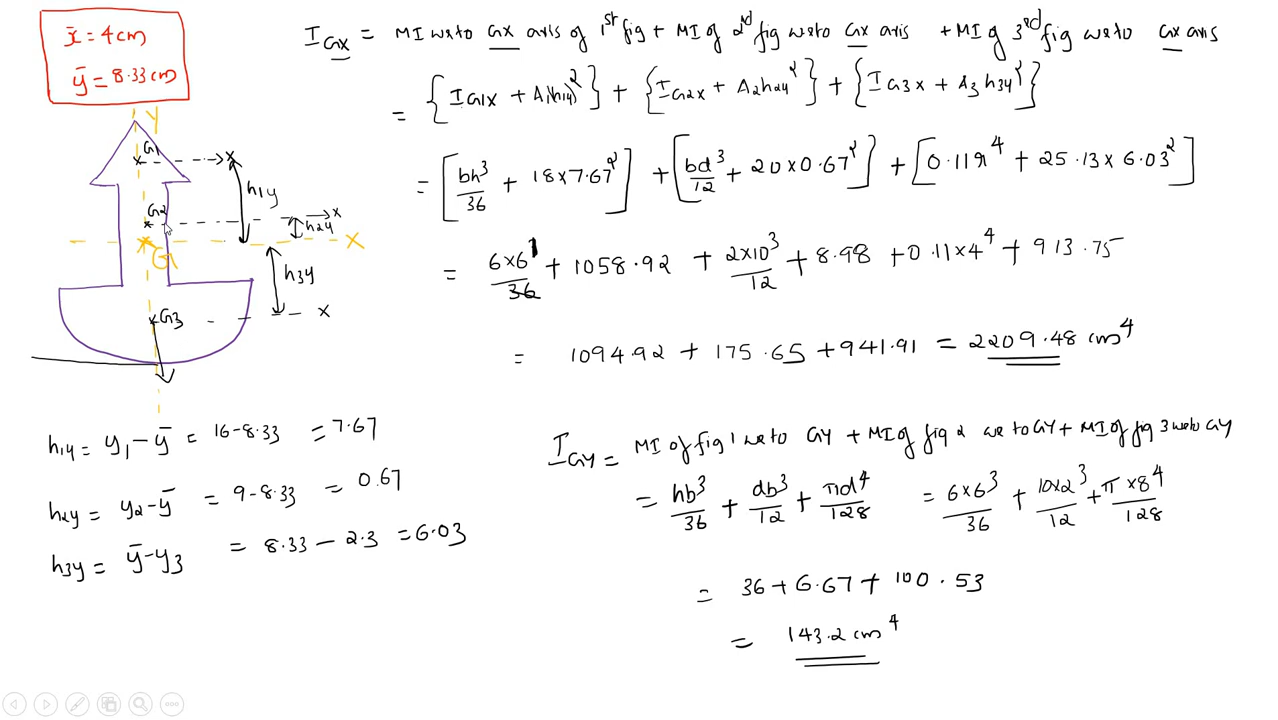 x̄ = 4 cm
ȳ = 8.33 cm
Y
G1
x
h1y
G2
x
h2y
X
G
h3y
G3
x
I_GX = MI wrto GX axis of 1st fig + MI of 2nd fig wrto GX axis + MI of 3rd fig wrto GX axis
= {I_G1X + A1(h1y)²} + {I_G2X + A2h2y²} + {I_G3X + A3h3y²}
= [bh³/36 + 18×7.67²] + [bd³/12 + 20×0.67²] + [0.11r⁴ + 25.13×6.03²]
= 6×6³/36 + 1058.92 + 2×10³/12 + 8.98 + 0.11×4⁴ + 913.75
= 1094.92 + 175.65 + 941.91 = 2209.48 cm⁴
h1y = y1 - ȳ = 16-8.33 = 7.67
h2y = y2 - ȳ = 9-8.33 = 0.67
h3y = ȳ-y3 = 8.33 - 2.3 = 6.03
I_GY = MI of fig 1 wrto GY + MI of fig 2 wrto GY + MI of fig 3 wrto GY
= hb³/36 + db³/12 + πd⁴/128 = 6×6³/36 + 10×2³/12 + π×8⁴/128
= 36 + 6.67 + 100.53
= 143.2 cm⁴